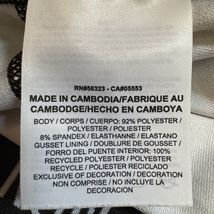 RN#56323 - CA#05553
MADE IN CAMBODIA/FABRIQUE AU
CAMBODGE/HECHO EN CAMBOYA
BODY / CORPS / CUERPO: 92% POLYESTER /
POLYESTER / POLIESTER
8% SPANDEX / ELASTHANNE / ELASTANO
GUSSET LINING / DOUBLURE DE GOUSSET /
FORRO DEL PUENTE INTERIOR: 100%
RECYCLED POLYESTER / POLYESTER
RECYCLÉ / POLIESTER RECICLADO
EXCLUSIVE OF DECORATION / DECORATION
NON COMPRISE / NO INCLUYE LA
DECORACION